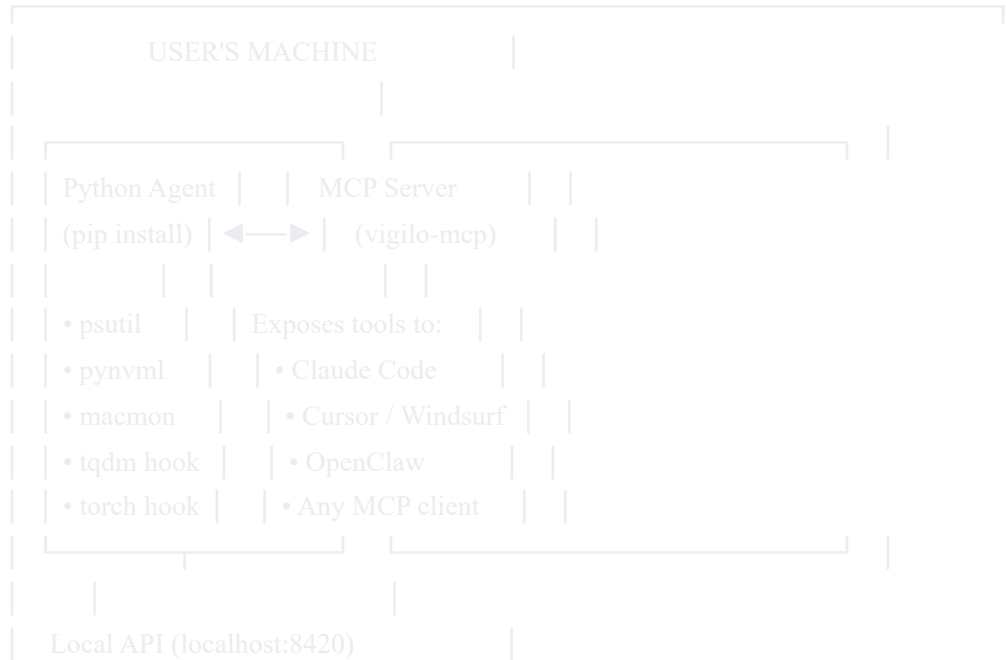 USER'S MACHINE
Python Agent MCP Server
(pip install) ◄──► (vigilo-mcp)
• psutil Exposes tools to:
• pynvml • Claude Code
• macmon • Cursor / Windsurf
• tqdm hook • OpenClaw
• torch hook • Any MCP client
Local API (localhost:8420)